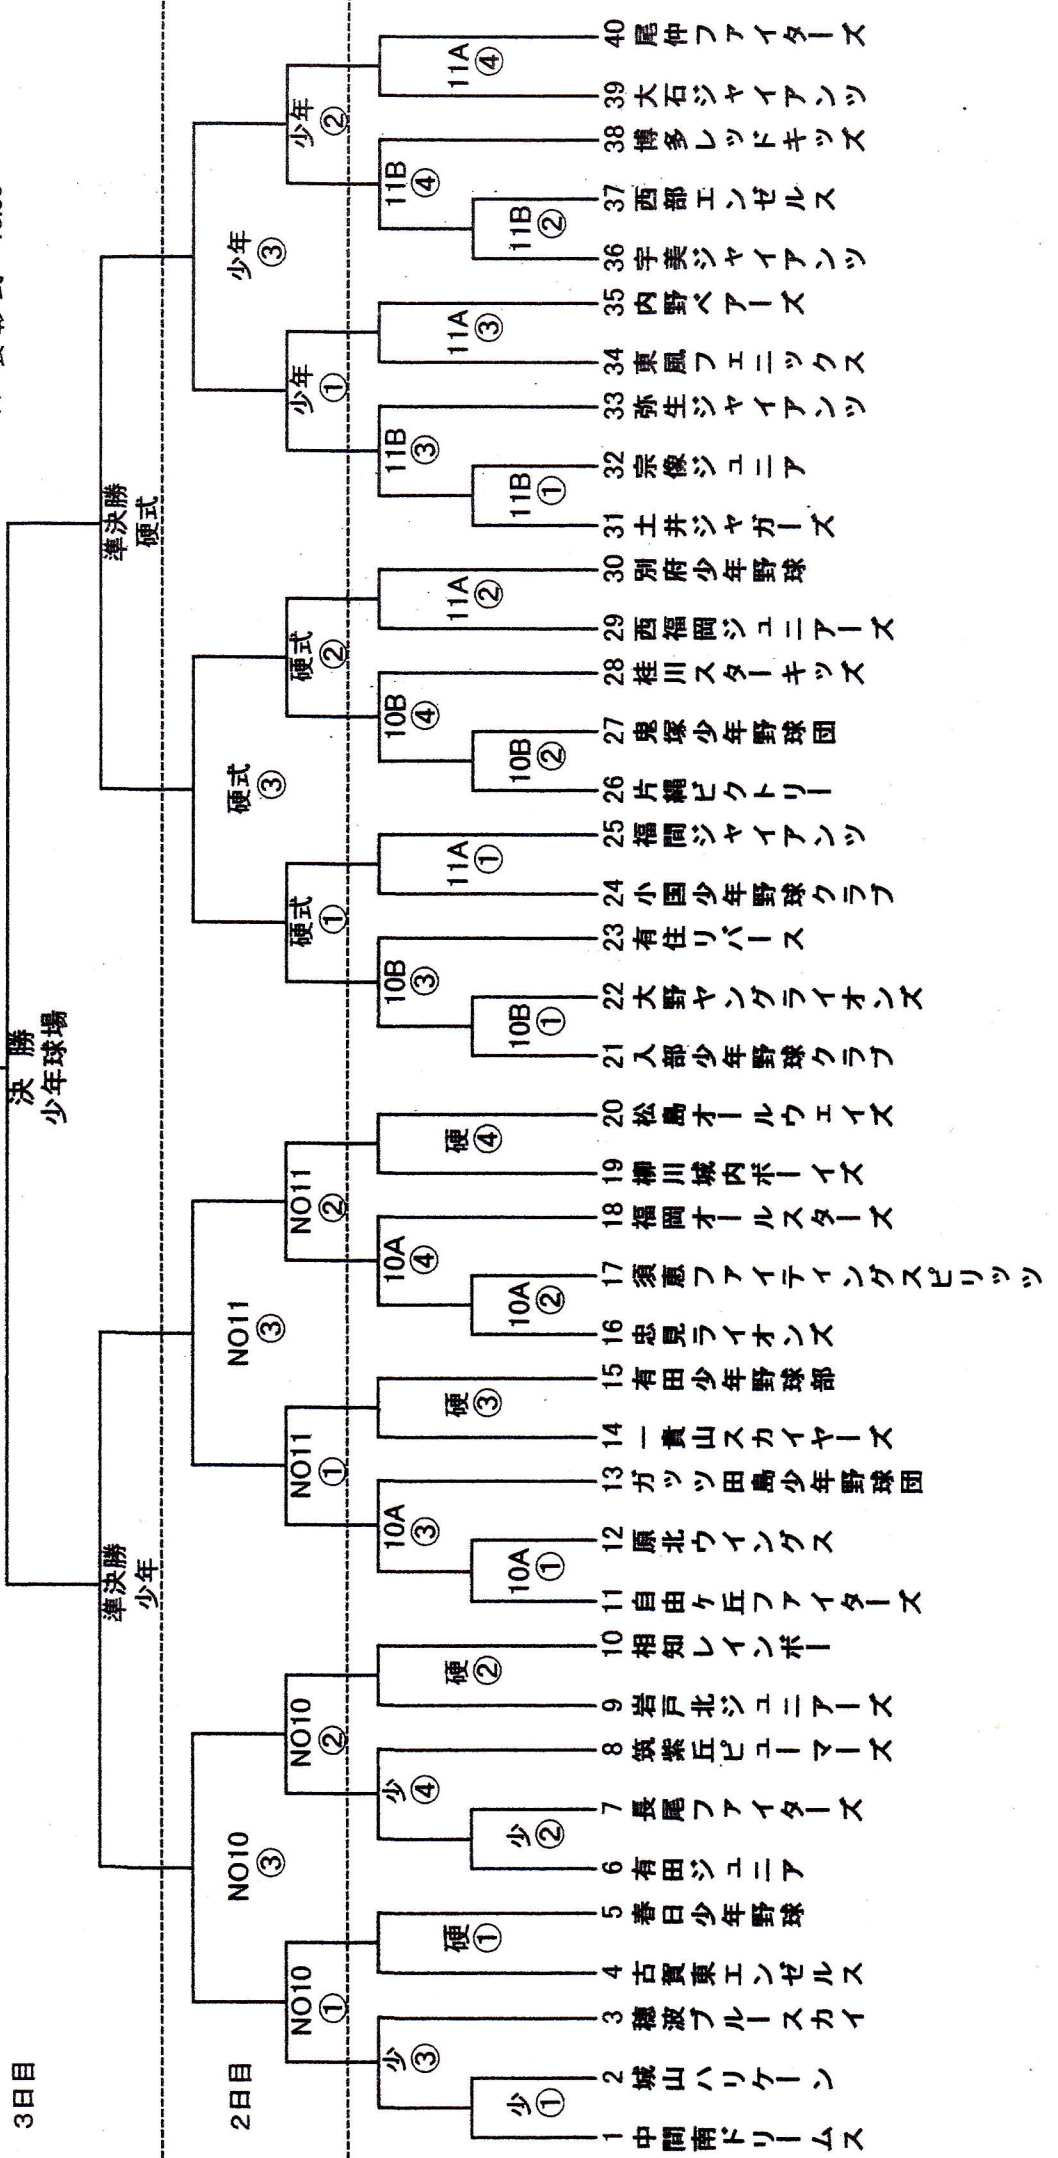 3日目
2日目
決勝
少年球場
準決勝
少年
準決勝
硬式
NO10
③
NO11
③
硬式
③
少年
③
NO10
①
NO10
②
NO11
①
NO11
②
硬式
①
硬式
②
少年
①
少年
②
少
③
硬
①
少
④
硬
②
10A
③
硬
③
10A
④
硬
④
10B
③
11A
①
10B
④
11A
②
11B
③
11A
③
11B
④
11A
④
少
①
少
②
10A
①
10A
②
10B
①
10B
②
11B
①
11B
②
1 中間南ドリームス
2 城山ハリケーン
3 穂波ブルースカイ
4 古賀東エンゼルス
5 春日少年野球
6 有田ジュニア
7 長尾ファイターズ
8 筑紫丘ピューマーズ
9 岩戸北ジュニアーズ
10 相知レインボー
11 自由ヶ丘ファイターズ
12 原北ウイングス
13 ガッツ田島少年野球団
14 一貴山スカイヤーズ
15 有田少年野球部
16 忠見ライオンズ
17 須恵ファイティングスピリッツ
18 福岡オールスターズ
19 柳川城内ボーイズ
20 松島オールウェイズ
21 入部少年野球クラブ
22 大野ヤングライオンズ
23 有住リバース
24 小国少年野球クラブ
25 福間ジャイアンツ
26 片縄ビクトリー
27 鬼塚少年野球団
28 桂川スターキッズ
29 西福岡ジュニアーズ
30 別府少年野球
31 土井ジャガーズ
32 宗像ジュニア
33 弥生ジャイアンツ
34 東風フェニックス
35 内野ベアーズ
36 宇美ジャイアンツ
37 西部エンゼルス
38 博多レッドキッズ
39 大石ジャイアンツ
40 尾仲ファイターズ